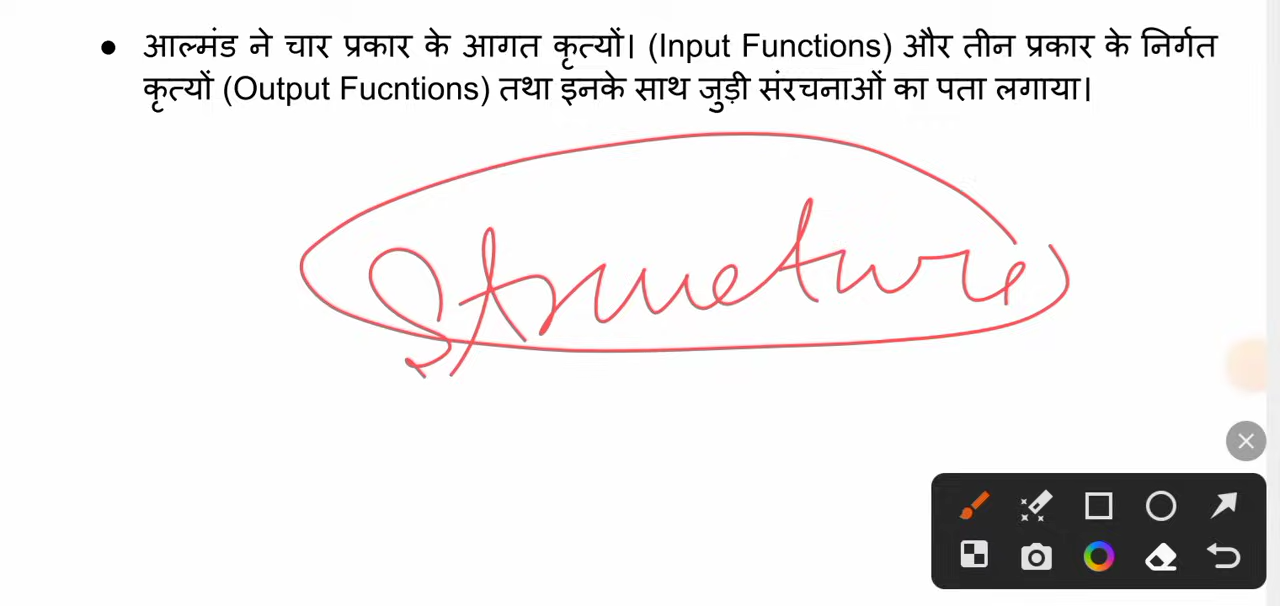 ● आल्मंड ने चार प्रकार के आगत कृत्यों। (Input Functions) और तीन प्रकार के निर्गत
कृत्यों (Output Fucntions) तथा इनके साथ जुड़ी संरचनाओं का पता लगाया।
Structure